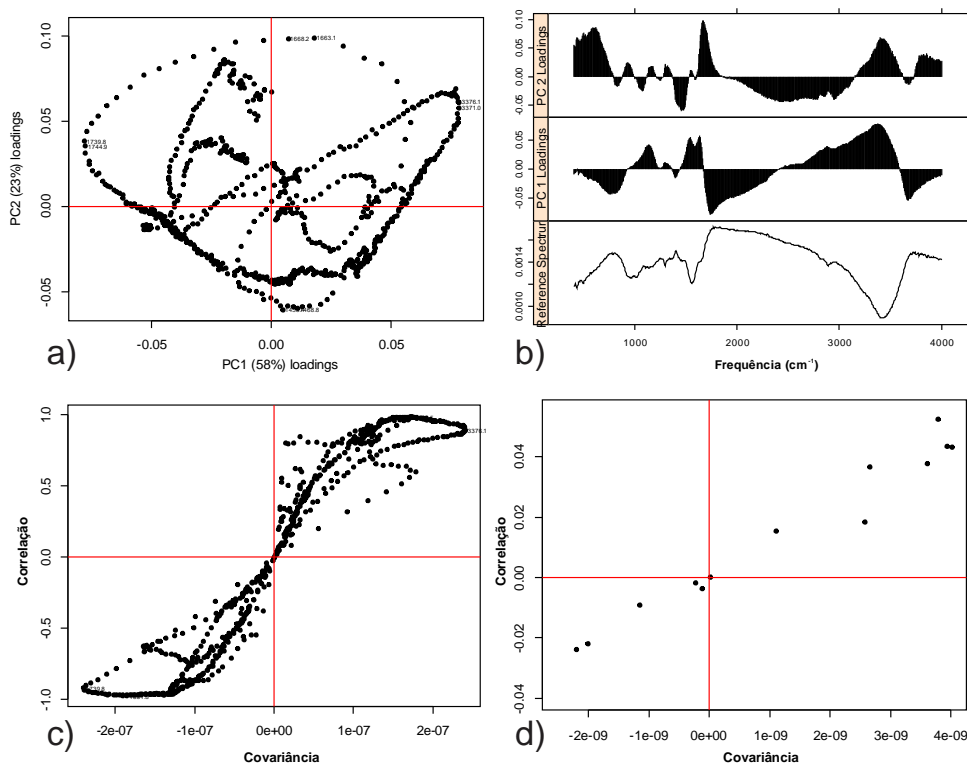 a)
PC2 (23%) loadings
0.10
0.05
0.00
-0.05
-0.05
0.00
0.05
PC1 (58%) loadings
1668.2
1663.1
3376.1
3371.0
1739.8
1744.9
b)
PC 2 Loadings
0.10
0.05
0.00
-0.05
PC 1 Loadings
0.05
0.00
-0.05
Reference Spectrum
0.0014
0.0010
1000
2000
3000
4000
Frequência (cm-1)
c)
Correlação
1.0
0.5
0.0
-0.5
-1.0
3376.1
-2e-07
-1e-07
0e+00
1e-07
2e-07
Covariância
d)
Correlação
0.04
0.02
0.00
-0.02
-0.04
-2e-09
-1e-09
0e+00
1e-09
2e-09
3e-09
4e-09
Covariância